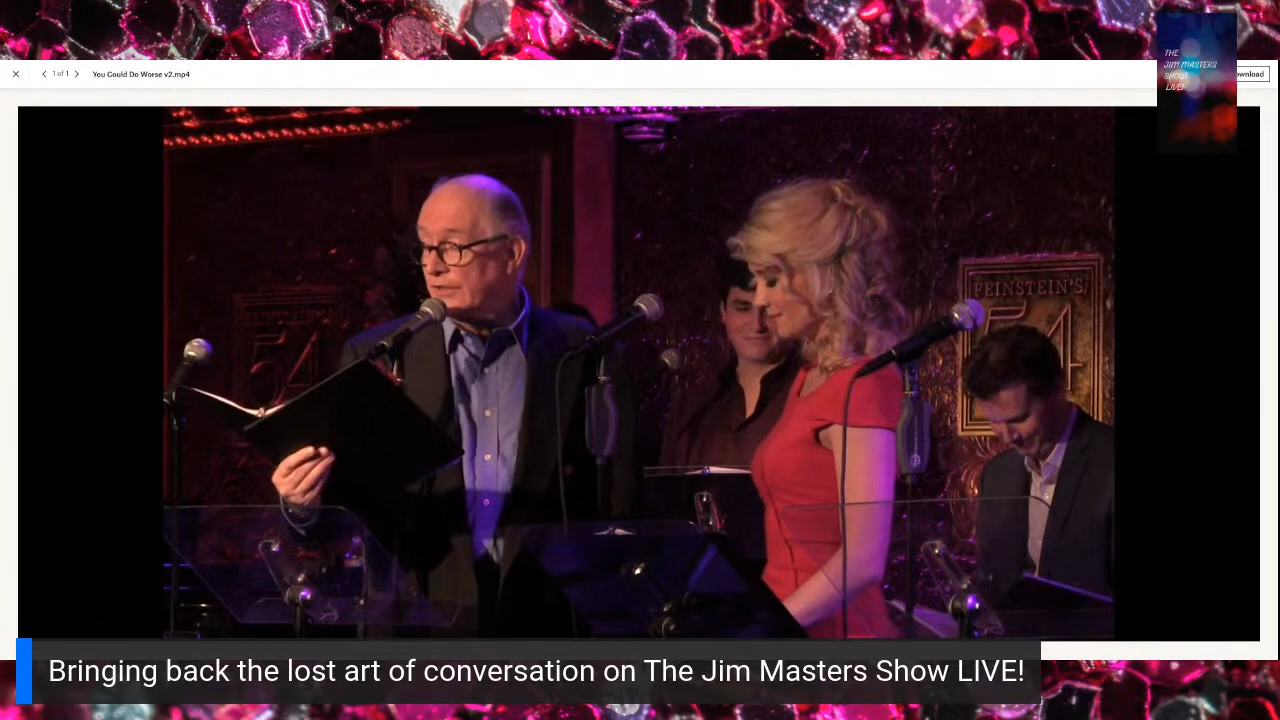 1 of 1
You Could Do Worse v2.mp4
THE
JIM MASTERS
SHOW
LIVE!
FEINSTEIN'S
54
54
Bringing back the lost art of conversation on The Jim Masters Show LIVE!